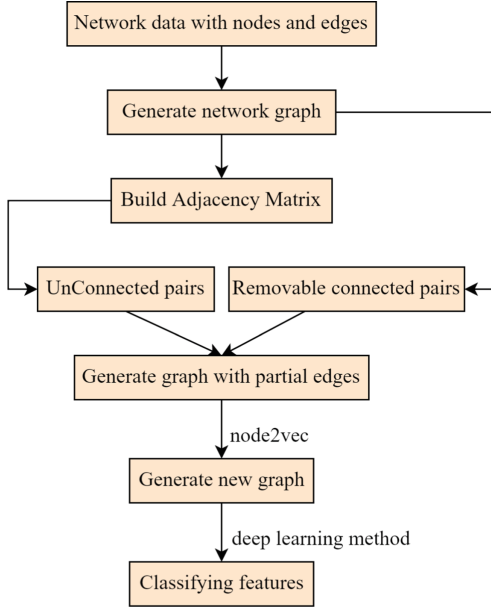 Network data with nodes and edges
Generate network graph
Build Adjacency Matrix
UnConnected pairs
Removable connected pairs
Generate graph with partial edges
node2vec
Generate new graph
deep learning method
Classifying features